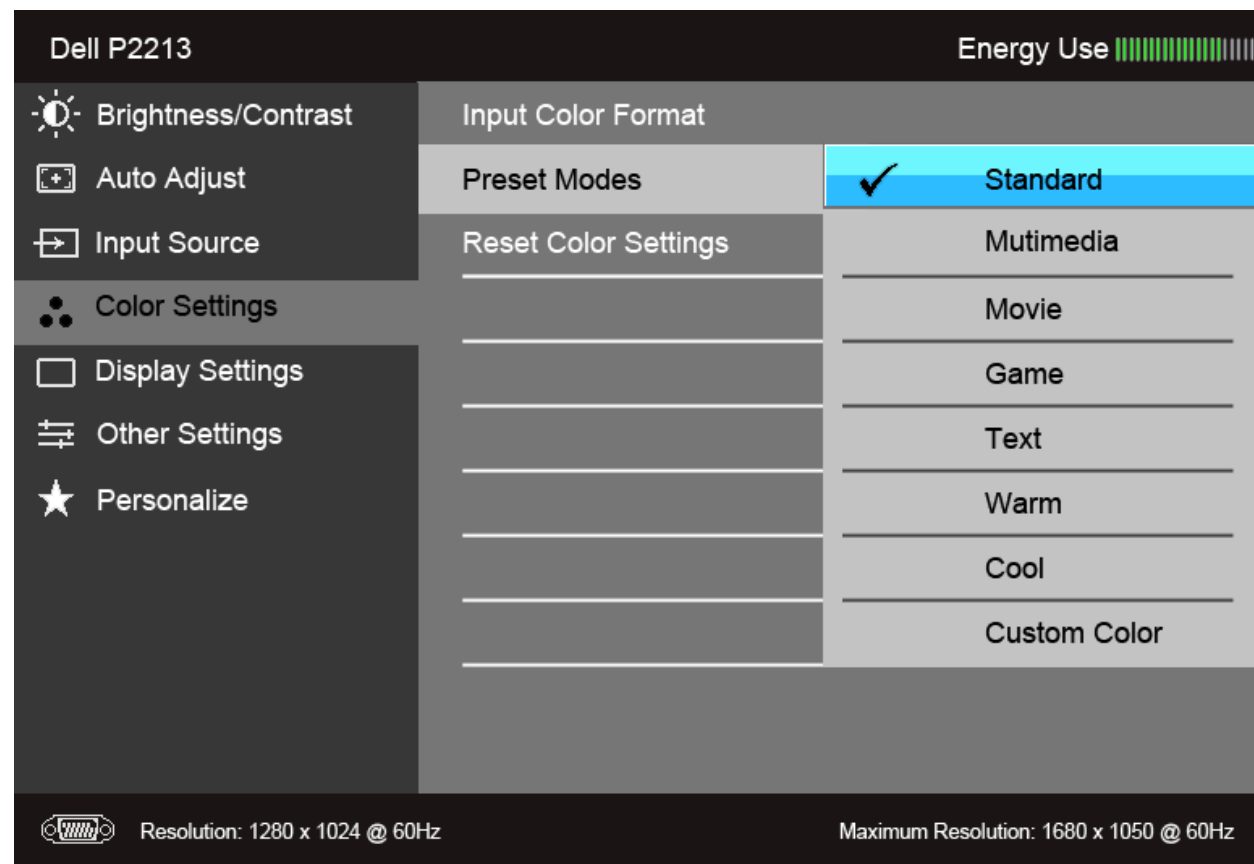 Dell P2213
Energy Use
Brightness/Contrast
Auto Adjust
Input Source
Color Settings
Display Settings
Other Settings
Personalize
Input Color Format
Preset Modes
Reset Color Settings
Standard
Mutimedia
Movie
Game
Text
Warm
Cool
Custom Color
Resolution: 1280 x 1024 @ 60Hz
Maximum Resolution: 1680 x 1050 @ 60Hz